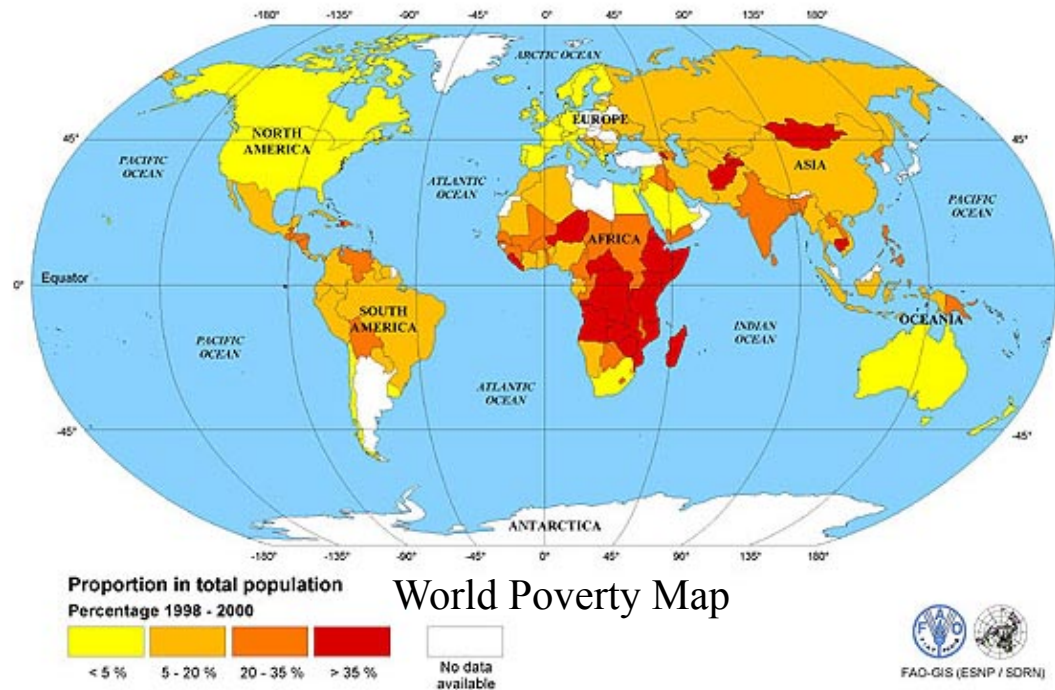 -180° -135° -90° -45° 0° 45° 90° 135° 180°
ARCTIC OCEAN
45° NORTH AMERICA EUROPE ASIA 45°
PACIFIC OCEAN
ATLANTIC OCEAN
PACIFIC OCEAN
AFRICA
Equator
0° 0°
SOUTH AMERICA
OCEANIA
PACIFIC OCEAN
INDIAN OCEAN
ATLANTIC OCEAN
-45° -45°
ANTARCTICA
-180° -135° -90° -45° 0° 45° 90° 135° 180°
Proportion in total population
Percentage 1998 - 2000
World Poverty Map
< 5 % 5 - 20 % 20 - 35 % > 35 % No data available
F A O
FIAT PANIS
FAO-GIS (ESNP / SDRN)